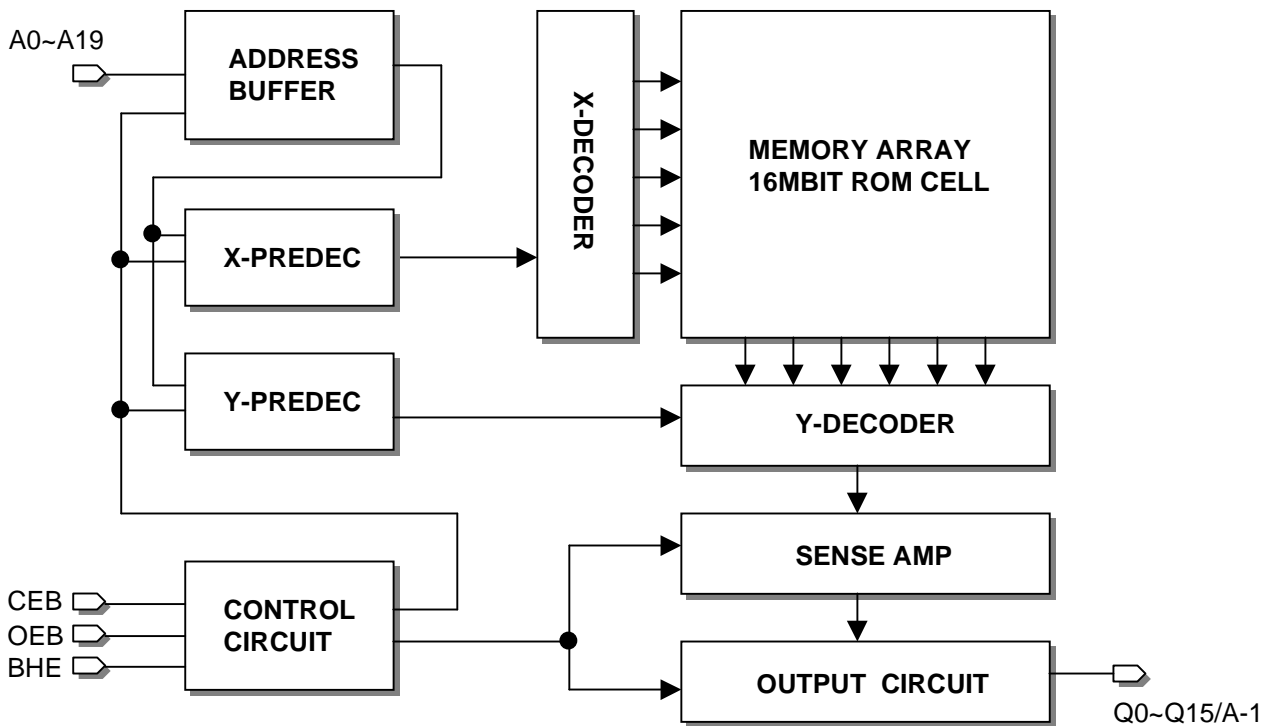 A0~A19
ADDRESS
BUFFER
X-DECODER
MEMORY ARRAY
16MBIT ROM CELL
X-PREDEC
Y-PREDEC
Y-DECODER
SENSE AMP
CEB
OEB
BHE
CONTROL
CIRCUIT
OUTPUT CIRCUIT
Q0~Q15/A-1